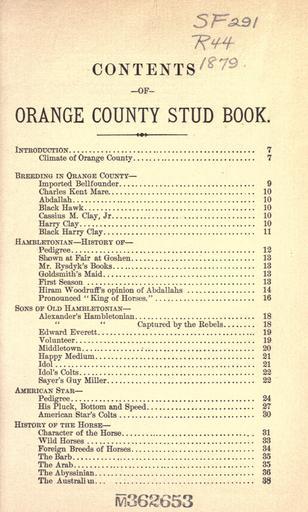 SF291
R44
1879.
CONTENTS
—OF—
ORANGE COUNTY STUD BOOK.
INTRODUCTION........ 7
Climate of Orange County........ 7
BREEDING IN ORANGE COUNTY—
Imported Bellfounder........ 9
Charles Kent Mare........ 10
Abdallah........ 10
Black Hawk........ 10
Cassius M. Clay, Jr........ 10
Harry Clay........ 10
Black Harry Clay........ 11
HAMBLETONIAN—HISTORY OF—
Pedigree........ 12
Shown at Fair at Goshen........ 13
Mr. Rysdyk's Books........ 13
Goldsmith's Maid........ 13
First Season........ 13
Hiram Woodruff's opinion of Abdallahs........ 14
Pronounced "King of Horses."........ 16
SONS OF OLD HAMBLETONIAN—
Alexander's Hambletonian........ 18
" " Captured by the Rebels........ 18
Edward Everett........ 19
Volunteer........ 19
Middletown........ 20
Happy Medium........ 21
Idol........ 21
Idol's Colts........ 22
Sayer's Guy Miller........ 22
AMERICAN STAR—
Pedigree........ 24
His Pluck, Bottom and Speed........ 27
American Star's Colts........ 30
HISTORY OF THE HORSE—
Character of the Horse........ 31
Wild Horses........ 33
Foreign Breeds of Horses........ 34
The Barb........ 35
The Arab........ 35
The Abyssinian........ 36
The Australian........ 38
M362653